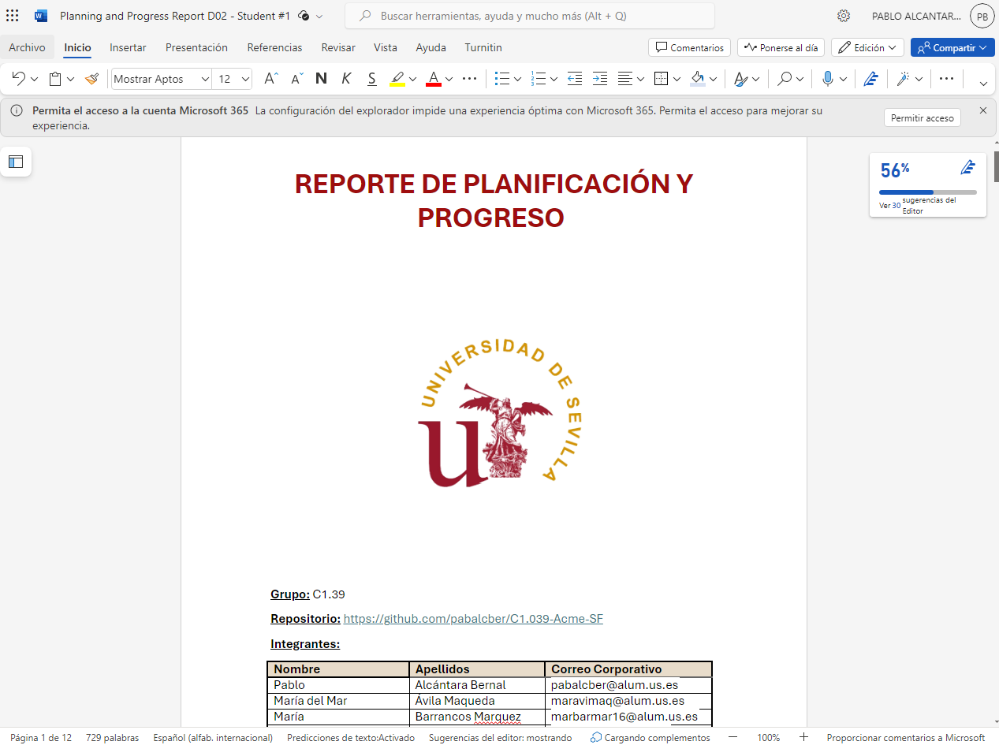 Planning and Progress Report D02 - Student #1
Buscar herramientas, ayuda y mucho más (Alt + Q)
PABLO ALCANTAR...
PB
Archivo Inicio Insertar Presentación Referencias Revisar Vista Ayuda Turnitin
Comentarios Ponerse al día Edición Compartir
Mostrar Aptos 12 A A N K S A
Permita el acceso a la cuenta Microsoft 365 La configuración del explorador impide una experiencia óptima con Microsoft 365. Permita el acceso para mejorar su
experiencia.
Permitir acceso
56%
Ver 30 sugerencias del
Editor
REPORTE DE PLANIFICACIÓN Y
PROGRESO
UNIVERSIDAD DE SEVILLA
u
Grupo: C1.39
Repositorio: https://github.com/pabalcber/C1.039-Acme-SF
Integrantes:
Nombre Apellidos Correo Corporativo
Pablo Alcántara Bernal pabalcber@alum.us.es
María del Mar Ávila Maqueda maravimaq@alum.us.es
María Barrancos Marquez marbarmar16@alum.us.es
Página 1 de 12 729 palabras Español (alfab. internacional) Predicciones de texto:Activado Sugerencias del editor: mostrando Cargando complementos 100% Proporcionar comentarios a Microsoft